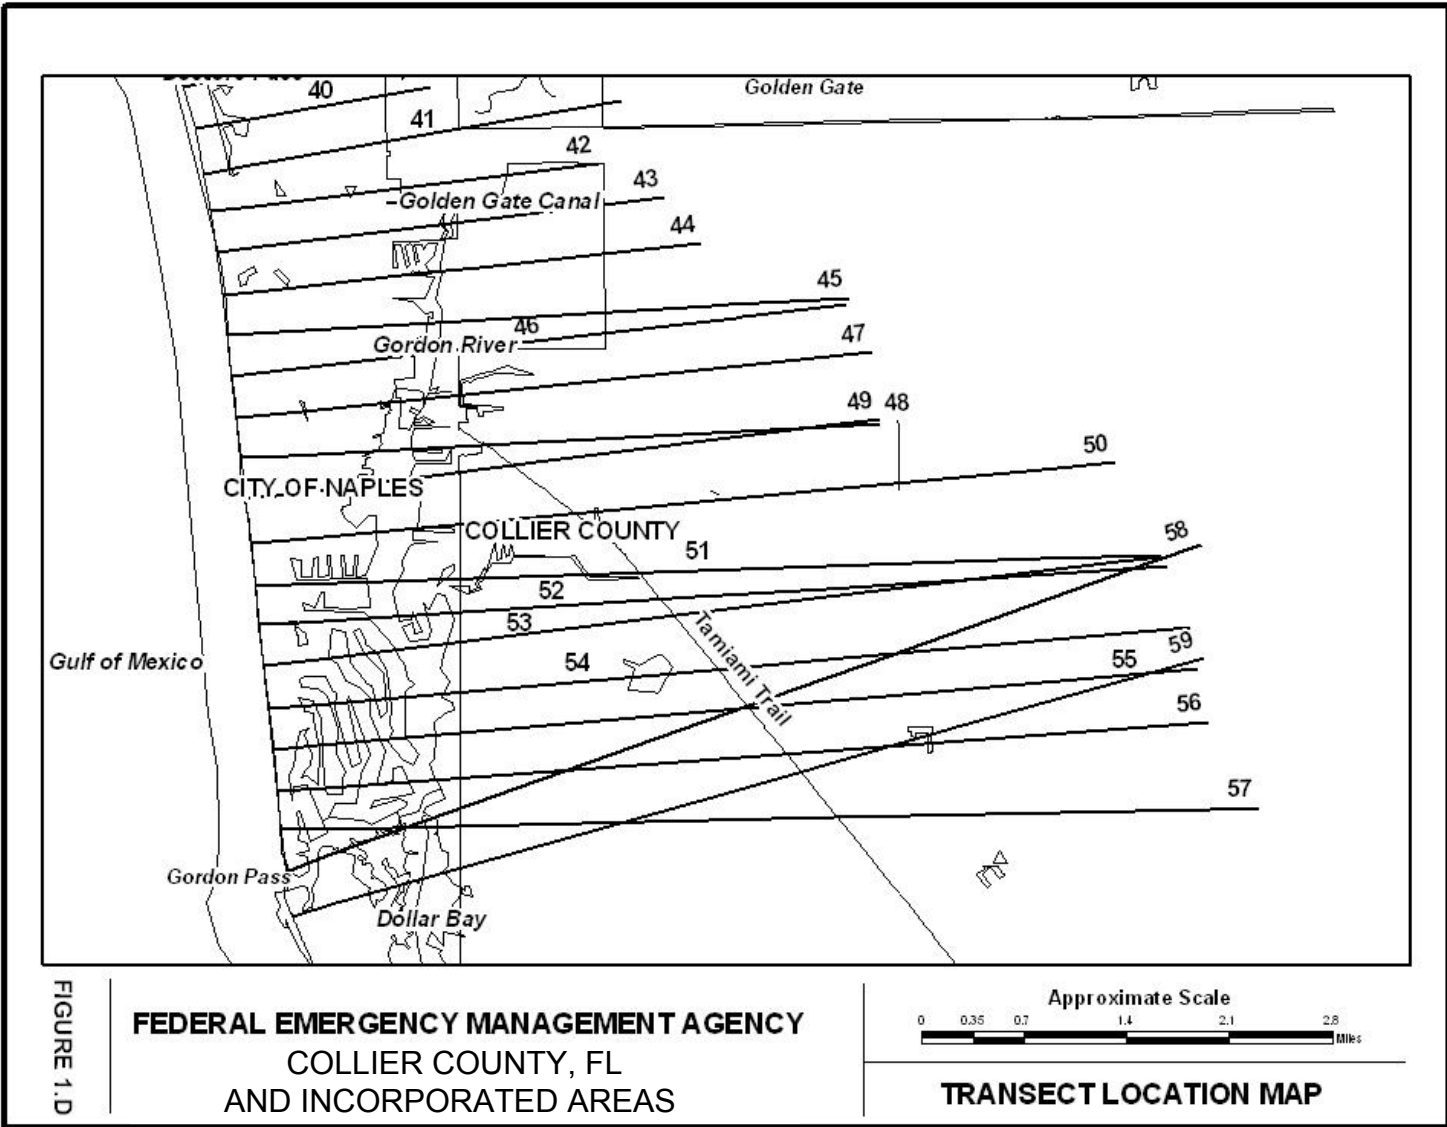 40
Golden Gate
41
42
43
Golden Gate Canal
44
45
46
Gordon River
47
49 48
50
CITY OF NAPLES
COLLIER COUNTY
51
58
52
53
Tamiami Trail
Gulf of Mexico
54
55
59
56
57
Gordon Pass
Dollar Bay
FIGURE 1.D
FEDERAL EMERGENCY MANAGEMENT AGENCY
COLLIER COUNTY, FL
AND INCORPORATED AREAS
Approximate Scale
0 0.35 0.7 1.4 2.1 2.8
Miles
TRANSECT LOCATION MAP